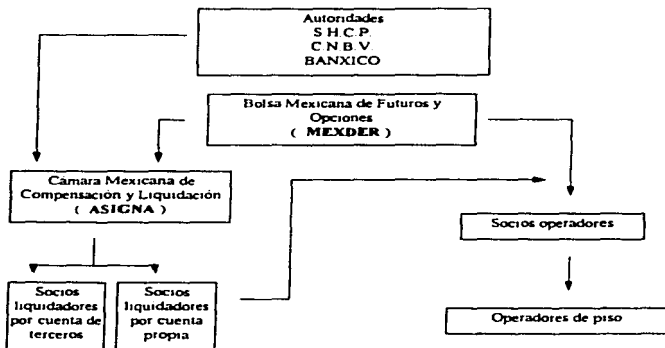 Autoridades
S.H.C.P.
C.N.B.V.
BANXICO
Bolsa Mexicana de Futuros y
Opciones
( MEXDER )
Cámara Mexicana de
Compensación y Liquidación
( ASIGNA )
Socios operadores
Socios
liquidadores
por cuenta de
terceros
Socios
liquidadores
por cuenta
propia
Operadores de piso